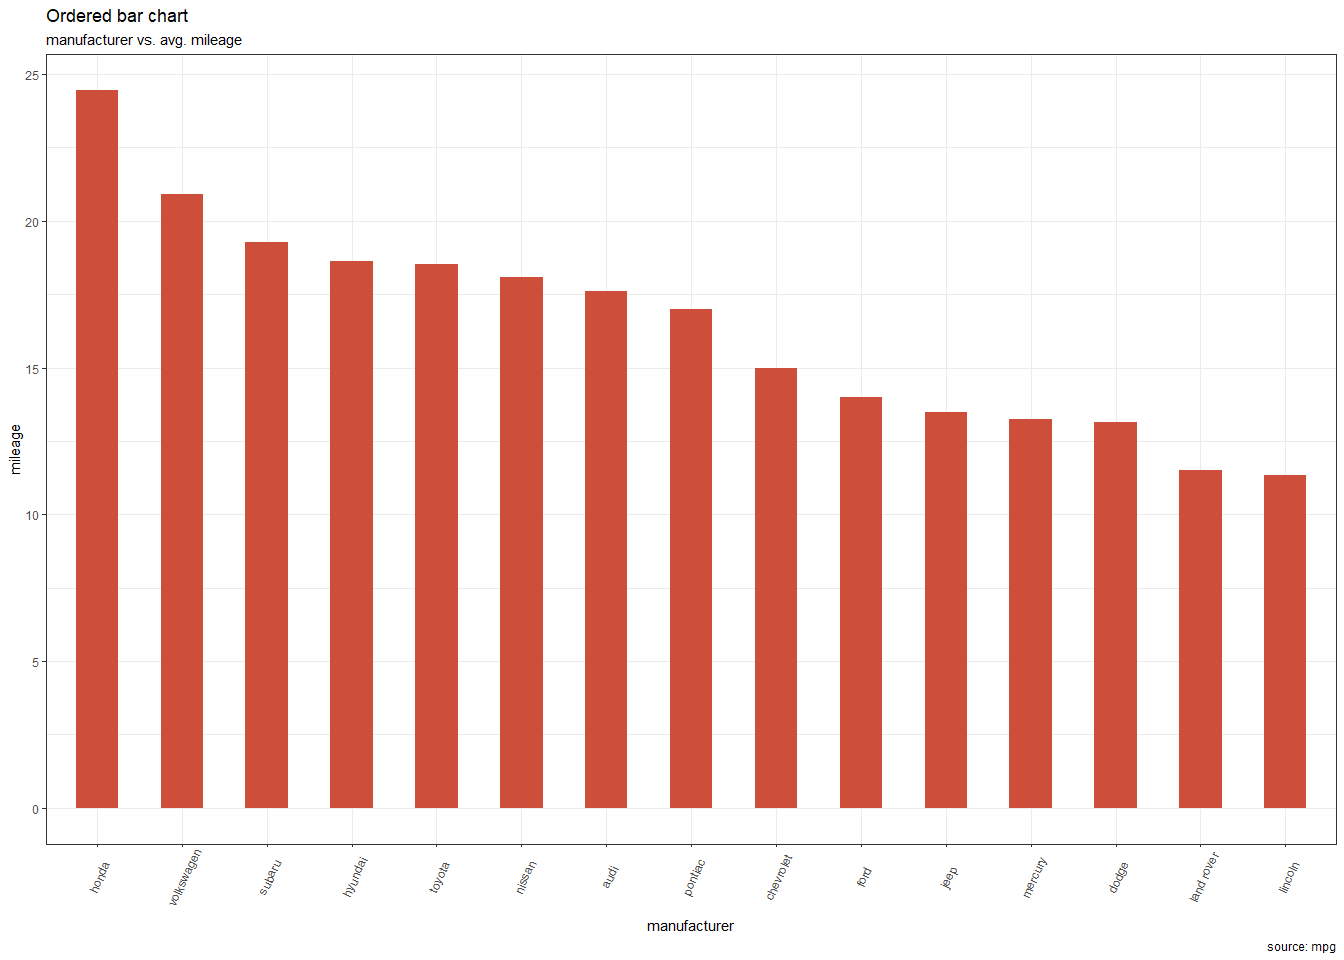 Ordered bar chart
manufacturer vs. avg. mileage
25
20
15
10
5
0
mileage
honda
volkswagen
subaru
hyundai
toyota
nissan
audi
pontiac
chevrolet
ford
jeep
mercury
dodge
land rover
lincoln
manufacturer
source: mpg